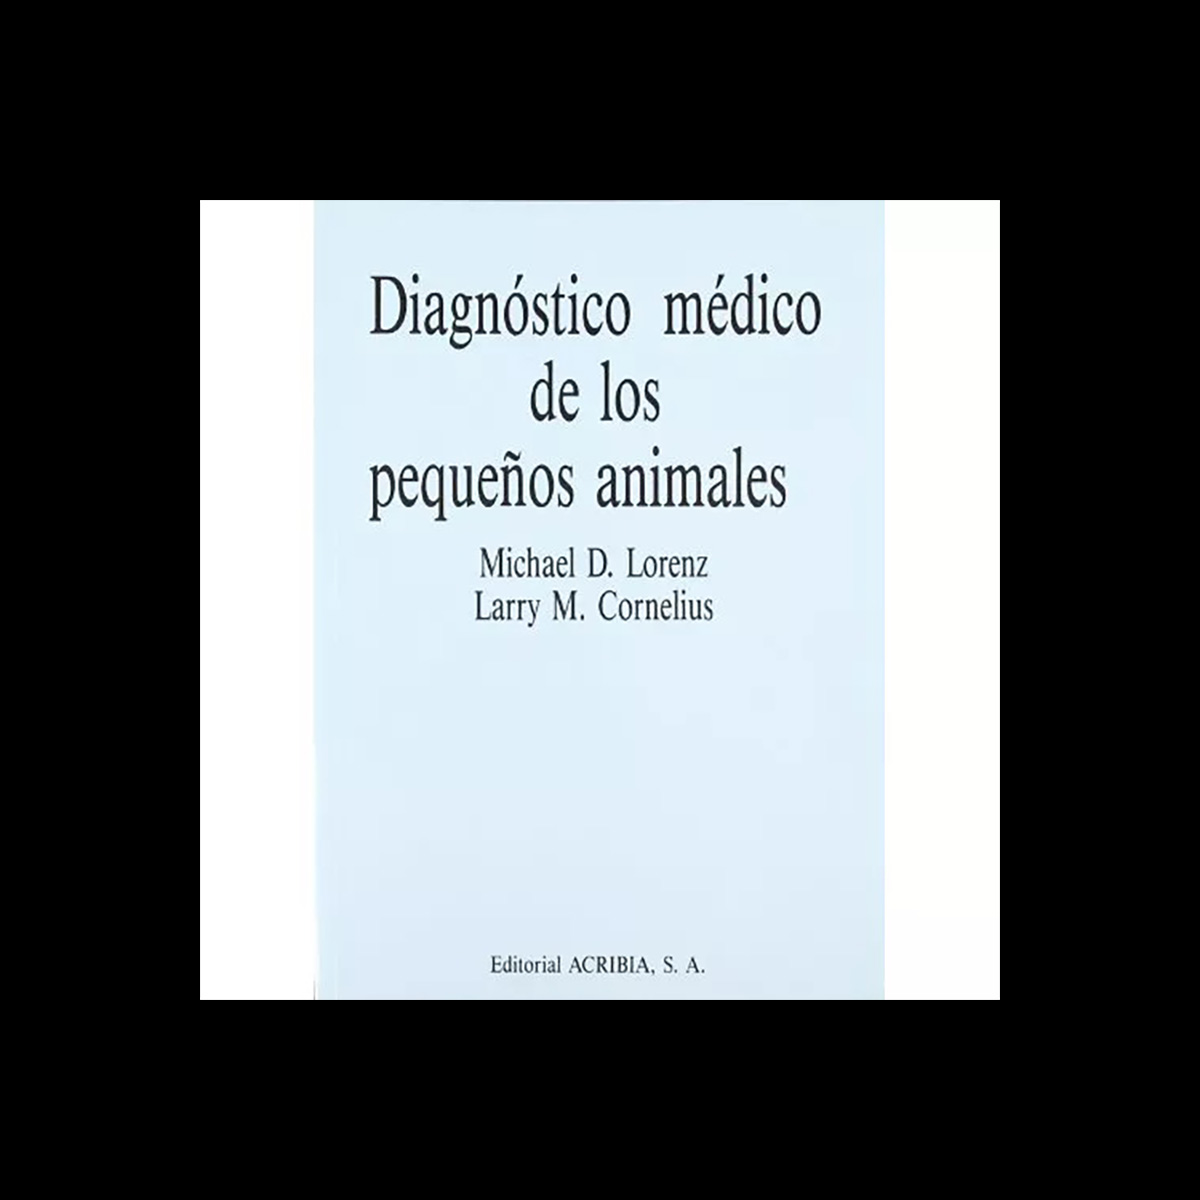 Diagnóstico médico
de los
pequeños animales
Michael D. Lorenz
Larry M. Cornelius
Editorial ACRIBIA, S. A.